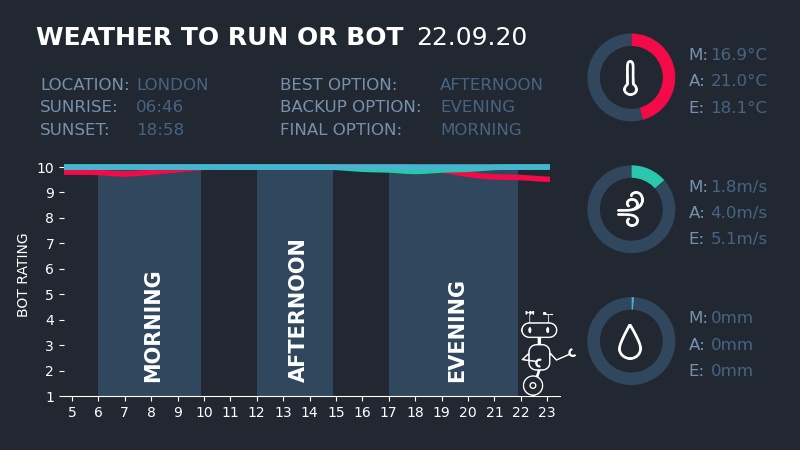 WEATHER TO RUN OR BOT 22.09.20
LOCATION: LONDON
SUNRISE: 06:46
SUNSET: 18:58
BEST OPTION: AFTERNOON
BACKUP OPTION: EVENING
FINAL OPTION: MORNING
M: 16.9°C
A: 21.0°C
E: 18.1°C
M: 1.8m/s
A: 4.0m/s
E: 5.1m/s
M: 0mm
A: 0mm
E: 0mm
BOT RATING
10
9
8
7
6
5
4
3
2
1
MORNING
AFTERNOON
EVENING
5 6 7 8 9 10 11 12 13 14 15 16 17 18 19 20 21 22 23